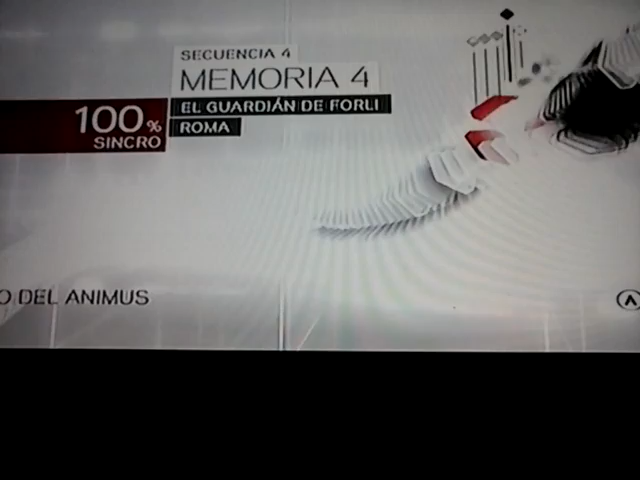 SECUENCIA 4
MEMORIA 4
EL GUARDIÁN DE FORLI
ROMA
100%
SINCRO
O DEL ANIMUS
A